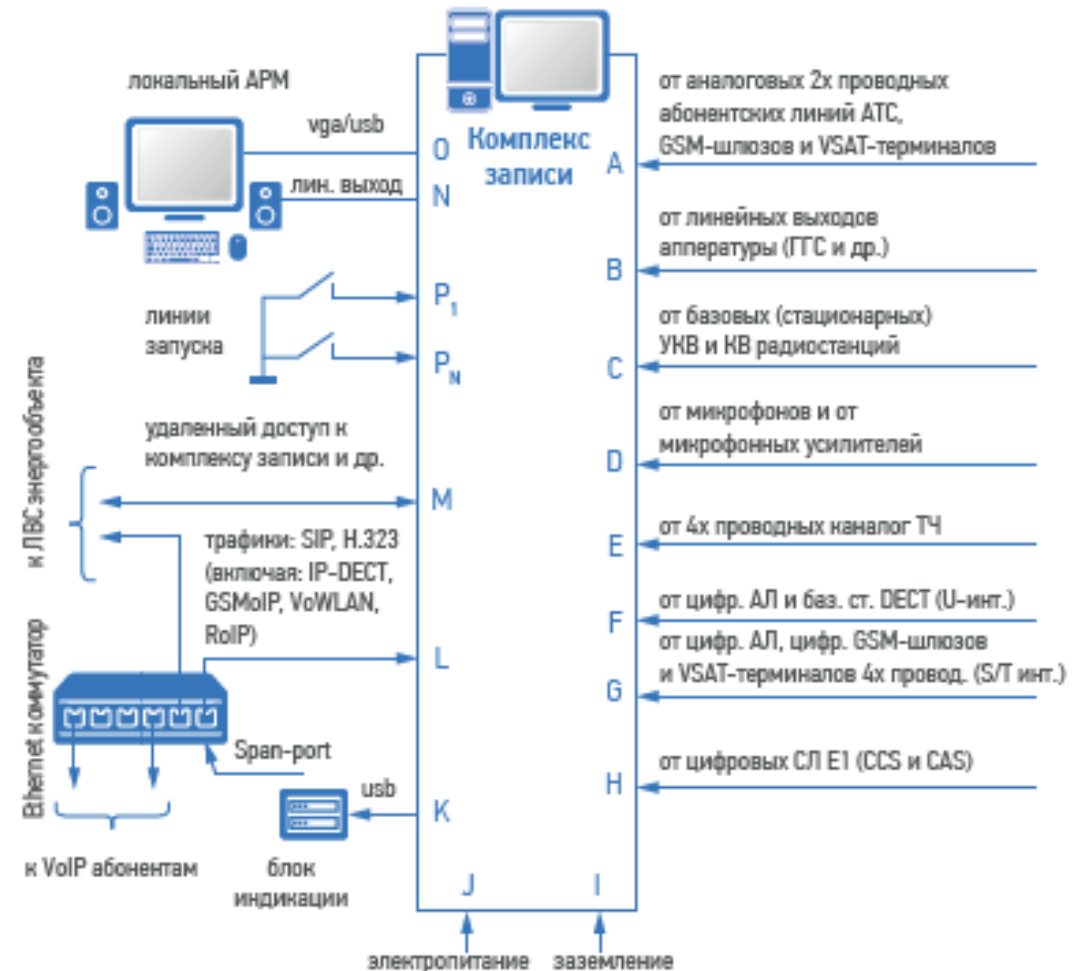 локальный АРМ
vga/usb
лин. выход
O
N
линии
запуска
P1
PN
к ЛВС энергообъекта
удаленный доступ к
комплексу записи и др.
M
трафики: SIP, H.323
(включая: IP-DECT,
GSMoIP, VoWLAN,
RoIP)
L
Ethernet коммутатор
Span-port
usb
K
к VoIP абонентам
блок
индикации
Комплекс
записи
от аналоговых 2х проводных
абонентских линий АТС,
GSM-шлюзов и VSAT-терминалов
A
от линейных выходов
аппературы (ГГС и др.)
B
от базовых (стационарных)
УКВ и КВ радиостанций
C
от микрофонов и от
микрофонных усилителей
D
от 4х проводных каналог ТЧ
E
от цифр. АЛ и баз. ст. DECT (U-инт.)
F
от цифр. АЛ, цифр. GSM-шлюзов
и VSAT-терминалов 4х провод. (S/T инт.)
G
от цифровых СЛ Е1 (CCS и CAS)
H
J
I
электропитание
заземление